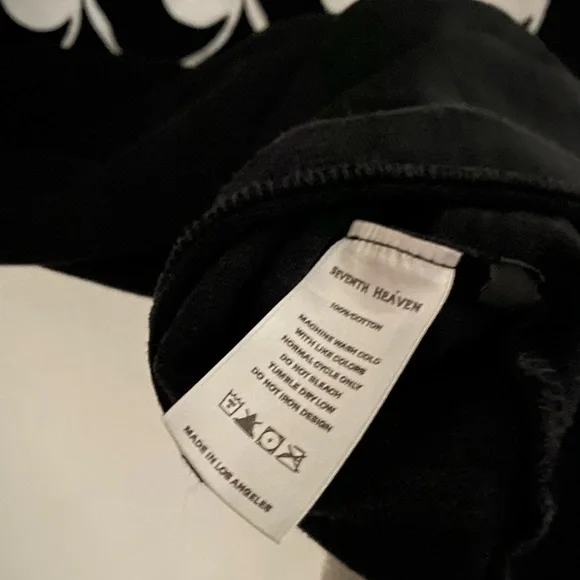 SEVENTH HEAVEN
100% COTTON
MACHINE WASH COLD
WITH LIKE COLORS
NORMAL CYCLE ONLY
DO NOT BLEACH
TUMBLE DRY LOW
DO NOT IRON DESIGN
MADE IN LOS ANGELES